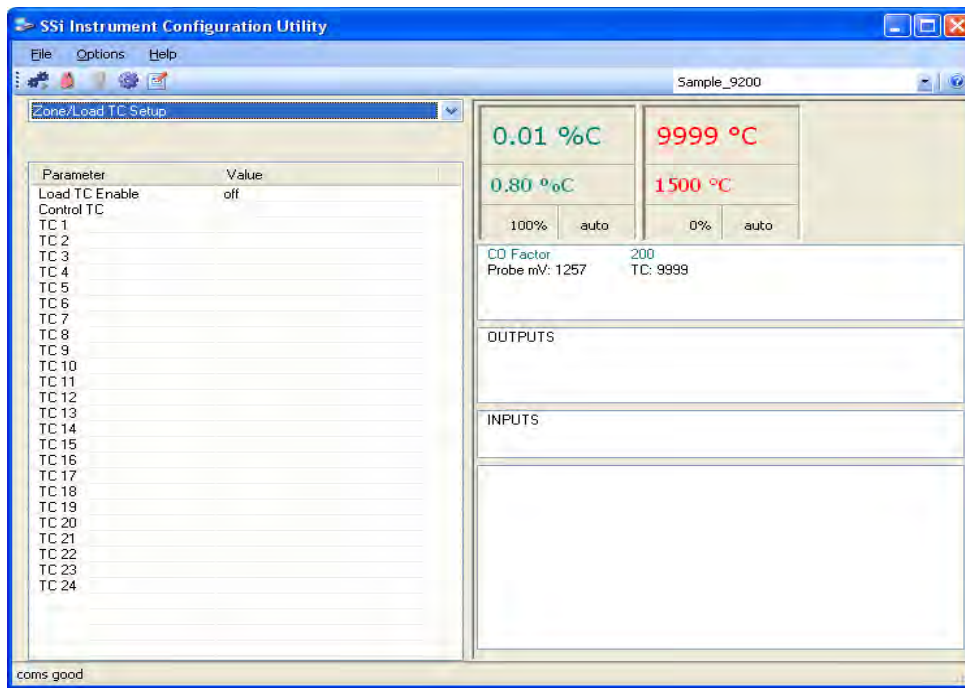 SSi Instrument Configuration Utility
File Options Help
Sample_9200
Zone/Load TC Setup
Parameter Value
Load TC Enable off
Control TC
TC 1
TC 2
TC 3
TC 4
TC 5
TC 6
TC 7
TC 8
TC 9
TC 10
TC 11
TC 12
TC 13
TC 14
TC 15
TC 16
TC 17
TC 18
TC 19
TC 20
TC 21
TC 22
TC 23
TC 24
0.01 %C
0.80 %C
100% auto
9999 °C
1500 °C
0% auto
CO Factor 200
Probe mV: 1257 TC: 9999
OUTPUTS
INPUTS
coms good